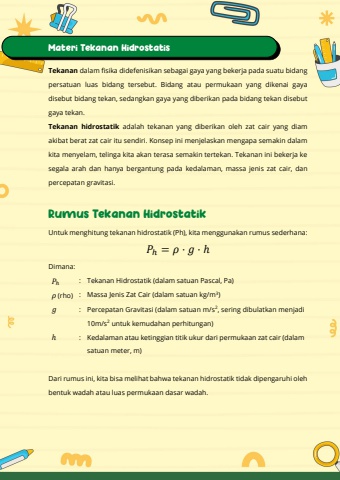 Materi Tekanan Hidrostatis
Tekanan dalam fisika didefenisikan sebagai gaya yang bekerja pada suatu bidang
persatuan luas bidang tersebut. Bidang atau permukaan yang dikenai gaya
disebut bidang tekan, sedangkan gaya yang diberikan pada bidang tekan disebut
gaya tekan.
Tekanan hidrostatik adalah tekanan yang diberikan oleh zat cair yang diam
akibat berat zat cair itu sendiri. Konsep ini menjelaskan mengapa semakin dalam
kita menyelam, telinga kita akan terasa semakin tertekan. Tekanan ini bekerja ke
segala arah dan hanya bergantung pada kedalaman, massa jenis zat cair, dan
percepatan gravitasi.
Rumus Tekanan Hidrostatik
Untuk menghitung tekanan hidrostatik (Ph), kita menggunakan rumus sederhana:
Pₕ = ρ · g · h
Dimana:
Pₕ : Tekanan Hidrostatik (dalam satuan Pascal, Pa)
ρ (rho) : Massa Jenis Zat Cair (dalam satuan kg/m³)
g : Percepatan Gravitasi (dalam satuan m/s², sering dibulatkan menjadi
10m/s² untuk kemudahan perhitungan)
h : Kedalaman atau ketinggian titik ukur dari permukaan zat cair (dalam
satuan meter, m)
Dari rumus ini, kita bisa melihat bahwa tekanan hidrostatik tidak dipengaruhi oleh
bentuk wadah atau luas permukaan dasar wadah.